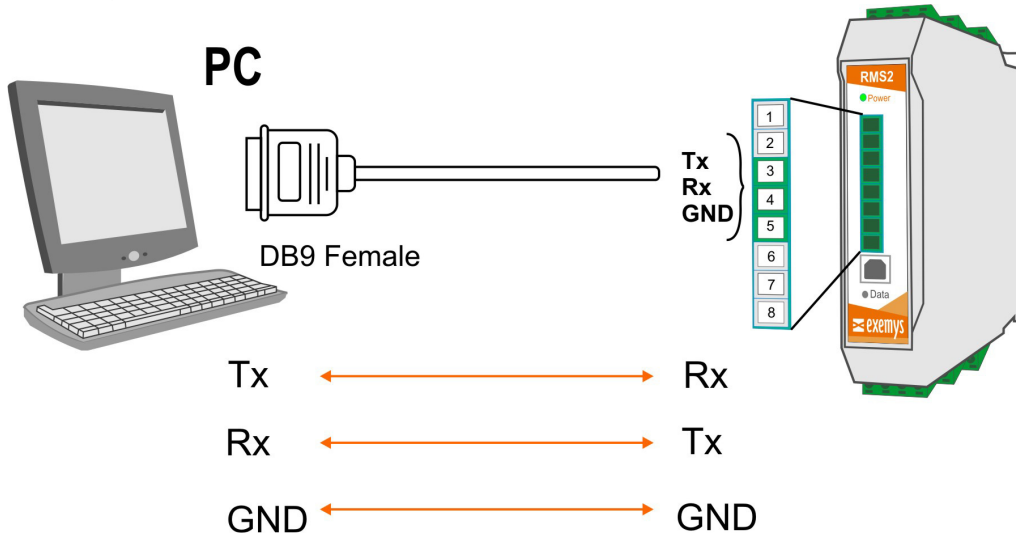 PC
RMS2
Power
1
2
3
4
5
6
7
8
Tx
Rx
GND
DB9 Female
Data
exemys
Tx
Rx
Rx
Tx
GND
GND